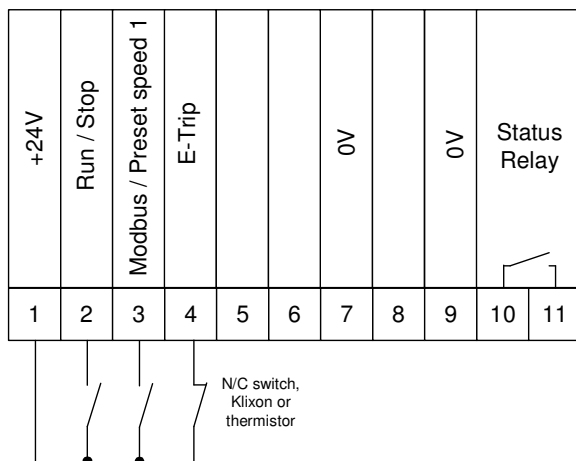 +24V
Run / Stop
Modbus / Preset speed 1
E-Trip
0V
0V
Status
Relay
1 2 3 4 5 6 7 8 9 10 11
N/C switch,
Klixon or
thermistor